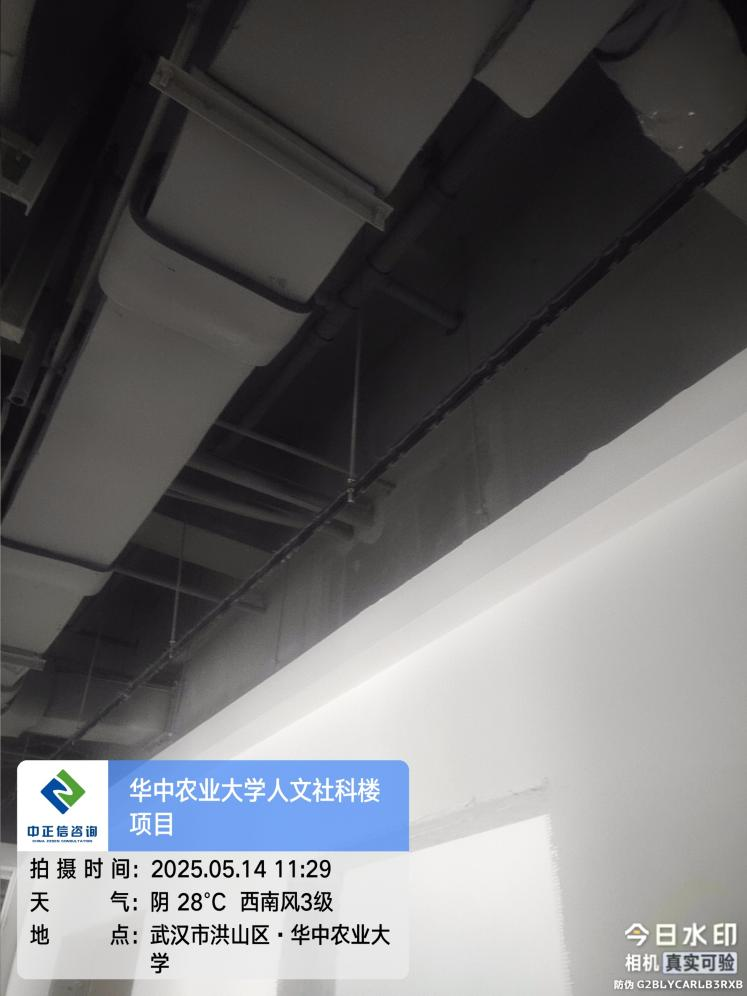 中正信咨询
华中农业大学人文社科楼
项目
拍摄时间：2025.05.14 11:29
天气：阴 28°C 西南风3级
地点：武汉市洪山区·华中农业大
学
今日水印
相机 真实可验
防伪 G2BLYCARLB3RXB